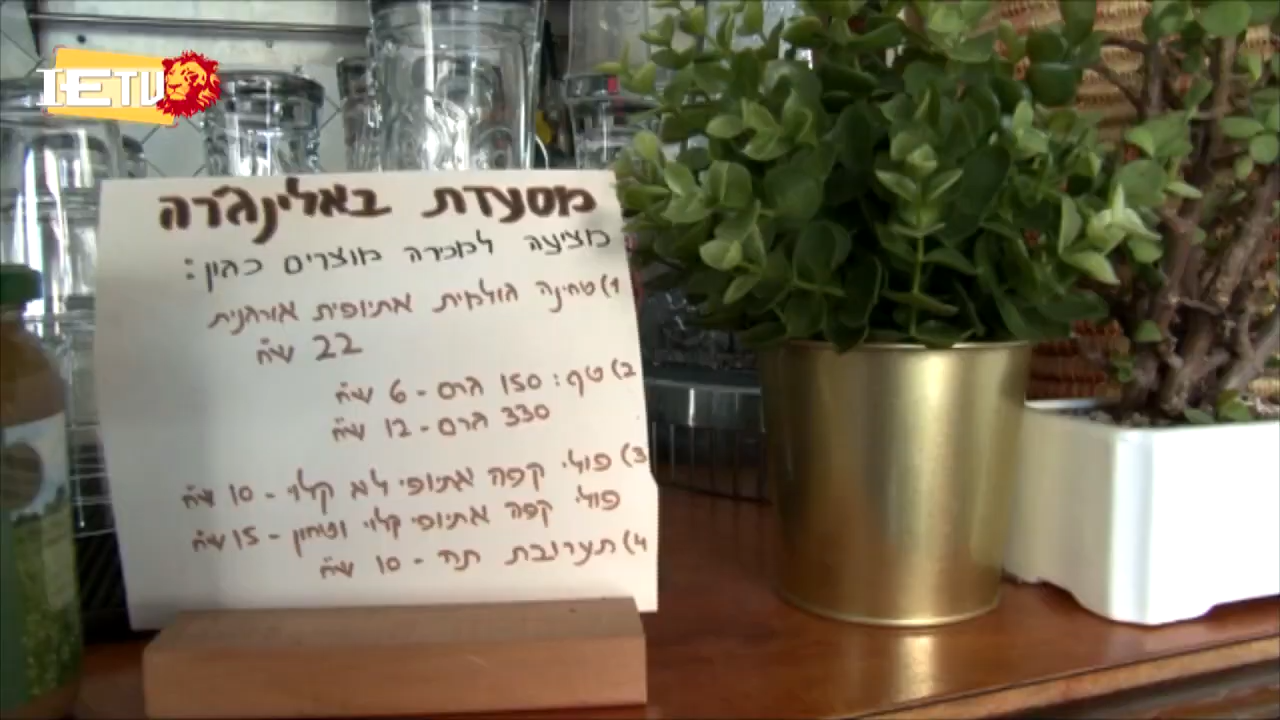 IETV
מסעדת באלינג'רה
מציעה למכירה מוצרים כגון:
1) טחינה גולמית אתיופית אורגנית
22 ש"ח
2) טף: 150 גרם - 6 ש"ח
330 גרם - 12 ש"ח
3) פולי קפה אתיופי לא קלוי - 10 ש"ח
פולי קפה אתיופי קלוי וטחון - 15 ש"ח
4) תערובת תה - 10 ש"ח